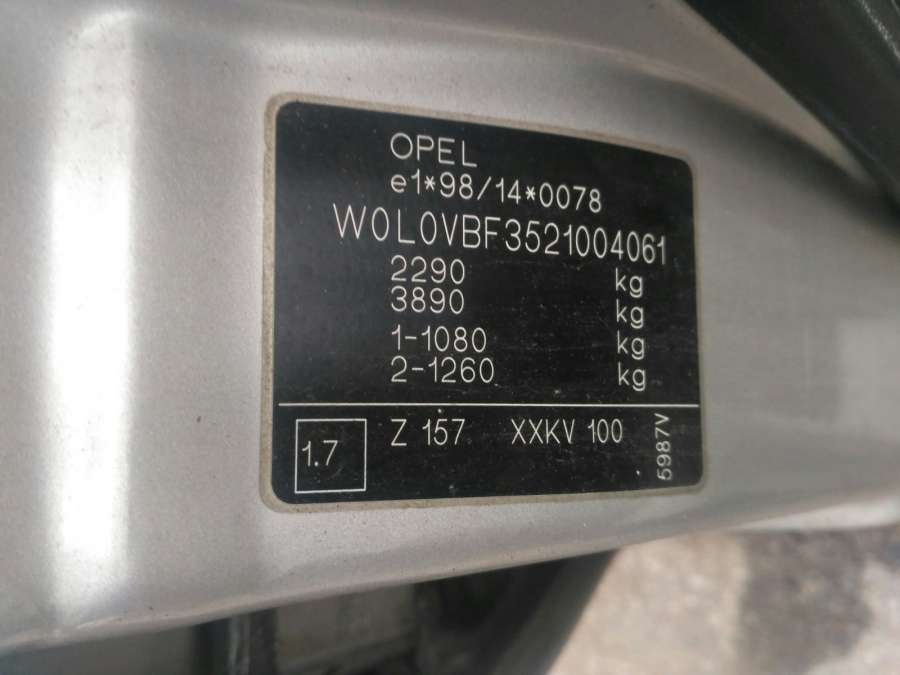 OPEL
e1*98/14*0078
W0L0VBF3521004061
2290 kg
3890 kg
1-1080 kg
2-1260 kg
1.7 Z 157 XXKV 100 5987V